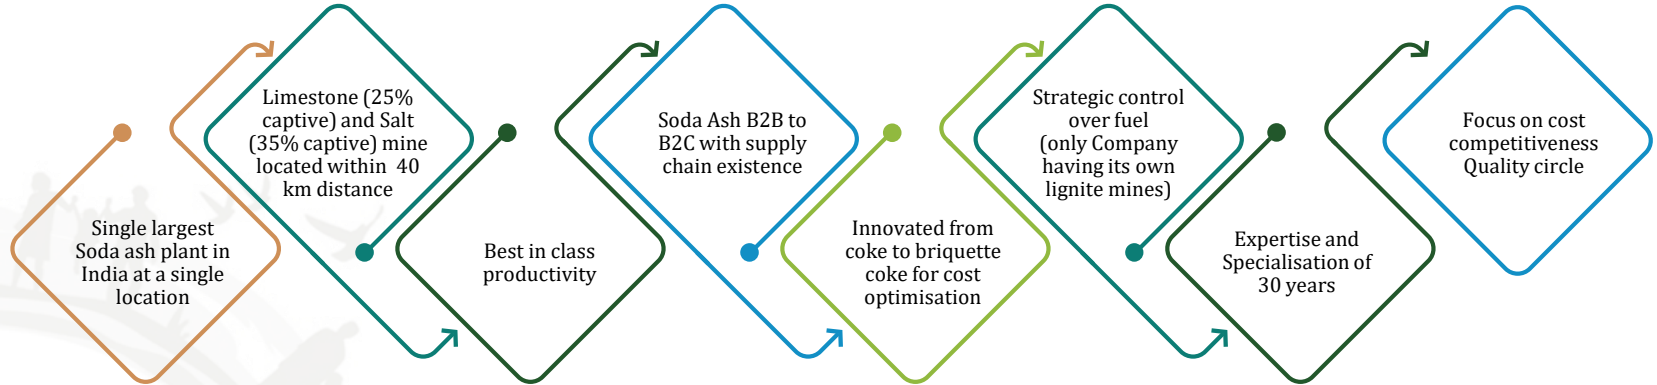 Single largest
Soda ash plant in
India at a single
location
Limestone (25%
captive) and Salt
(35% captive) mine
located within 40
km distance
Best in class
productivity
Soda Ash B2B to
B2C with supply
chain existence
Innovated from
coke to briquette
coke for cost
optimisation
Strategic control
over fuel
(only Company
having its own
lignite mines)
Expertise and
Specialisation of
30 years
Focus on cost
competitiveness
Quality circle